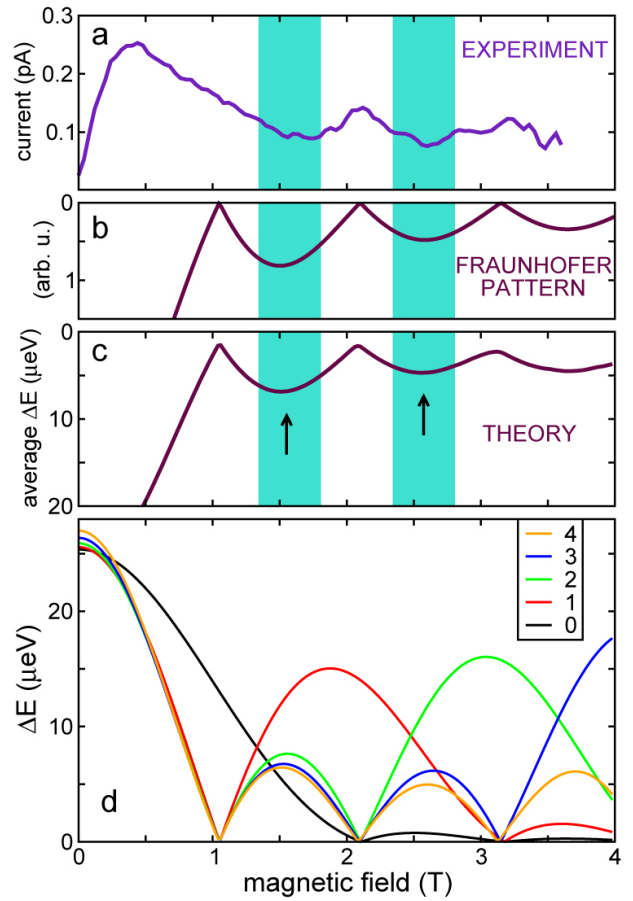 a
EXPERIMENT
current (pA)
0.3
0.2
0.1
b
FRAUNHOFER
PATTERN
(arb. u.)
0
1
c
THEORY
average ΔE (μeV)
0
10
20
d
4
3
2
1
0
ΔE (μeV)
20
10
0
0
1
2
3
4
magnetic field (T)